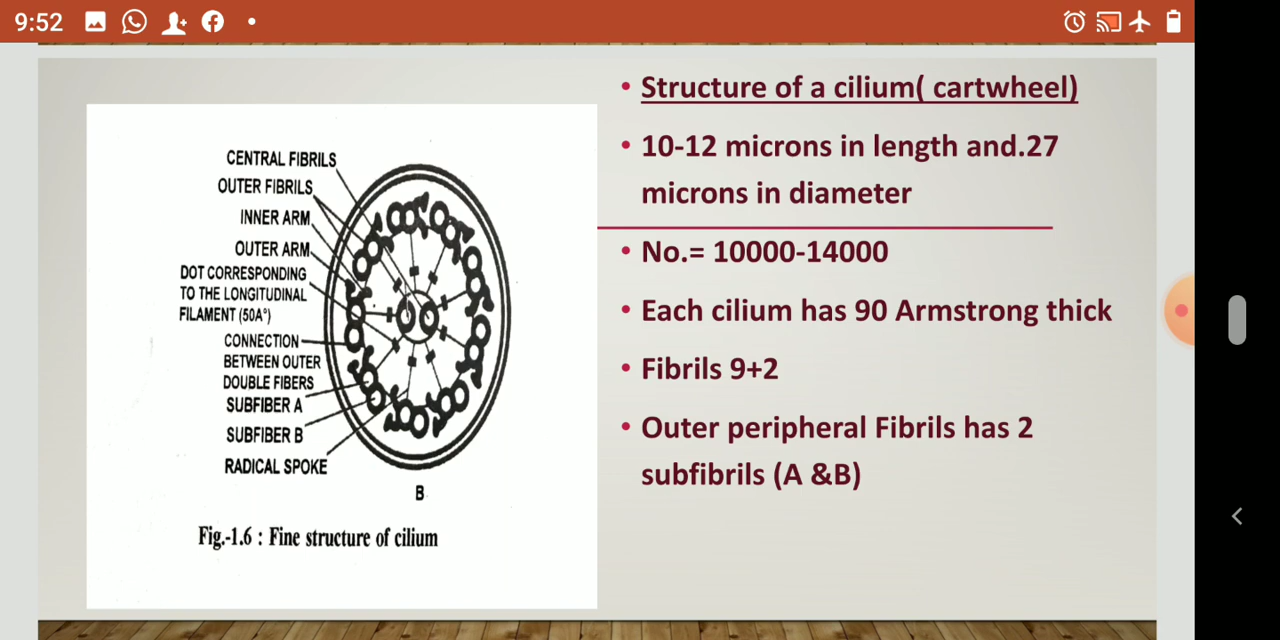 9:52
CENTRAL FIBRILS
OUTER FIBRILS
INNER ARM
OUTER ARM
DOT CORRESPONDING
TO THE LONGITUDINAL
FILAMENT (50A°)
CONNECTION
BETWEEN OUTER
DOUBLE FIBERS
SUBFIBER A
SUBFIBER B
RADICAL SPOKE
B
Fig.-1.6 : Fine structure of cilium
• Structure of a cilium( cartwheel)
• 10-12 microns in length and.27
microns in diameter
• No.= 10000-14000
• Each cilium has 90 Armstrong thick
• Fibrils 9+2
• Outer peripheral Fibrils has 2
subfibrils (A &B)